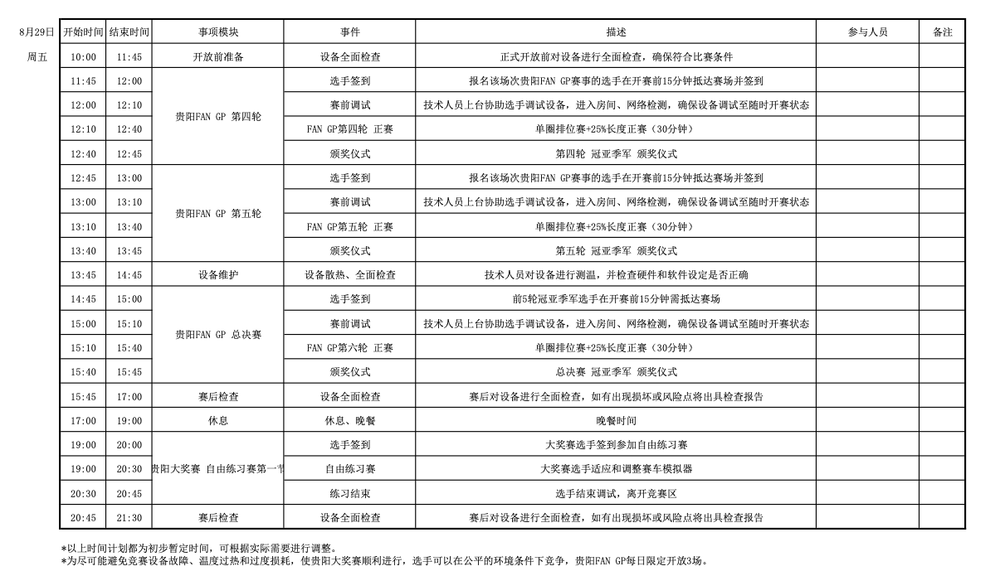 8月29日 开始时间 结束时间 事项模块 事件 描述 参与人员 备注
周五 10:00 11:45 开放前准备 设备全面检查 正式开放前对设备进行全面检查，确保符合比赛条件
11:45 12:00 选手签到 报名该场次贵阳FAN GP赛事的选手在开赛前15分钟抵达赛场并签到
12:00 12:10 赛前调试 技术人员上台协助选手调试设备，进入房间、网络检测，确保设备调试至随时开赛状态
贵阳FAN GP 第四轮
12:10 12:40 FAN GP第四轮 正赛 单圈排位赛+25%长度正赛（30分钟）
12:40 12:45 颁奖仪式 第四轮 冠亚季军 颁奖仪式
12:45 13:00 选手签到 报名该场次贵阳FAN GP赛事的选手在开赛前15分钟抵达赛场并签到
13:00 13:10 赛前调试 技术人员上台协助选手调试设备，进入房间、网络检测，确保设备调试至随时开赛状态
贵阳FAN GP 第五轮
13:10 13:40 FAN GP第五轮 正赛 单圈排位赛+25%长度正赛（30分钟）
13:40 13:45 颁奖仪式 第五轮 冠亚季军 颁奖仪式
13:45 14:45 设备维护 设备散热、全面检查 技术人员对设备进行测温，并检查硬件和软件设定是否正确
14:45 15:00 选手签到 前5轮冠亚季军选手在开赛前15分钟需抵达赛场
15:00 15:10 赛前调试 技术人员上台协助选手调试设备，进入房间、网络检测，确保设备调试至随时开赛状态
贵阳FAN GP 总决赛
15:10 15:40 FAN GP第六轮 正赛 单圈排位赛+25%长度正赛（30分钟）
15:40 15:45 颁奖仪式 总决赛 冠亚季军 颁奖仪式
15:45 17:00 赛后检查 设备全面检查 赛后对设备进行全面检查，如有出现损坏或风险点将出具检查报告
17:00 19:00 休息 休息、晚餐 晚餐时间
19:00 20:00 选手签到 大奖赛选手签到参加自由练习赛
19:00 20:30 贵阳大奖赛 自由练习赛第一节 自由练习赛 大奖赛选手适应和调整赛车模拟器
20:30 20:45 练习结束 选手结束调试，离开竞赛区
20:45 21:30 赛后检查 设备全面检查 赛后对设备进行全面检查，如有出现损坏或风险点将出具检查报告
*以上时间计划都为初步暂定时间，可根据实际需要进行调整。
*为尽可能避免竞赛设备故障、温度过热和过度损耗，使贵阳大奖赛顺利进行，选手可以在公平的环境条件下竞争，贵阳FAN GP每日限定开放3场。